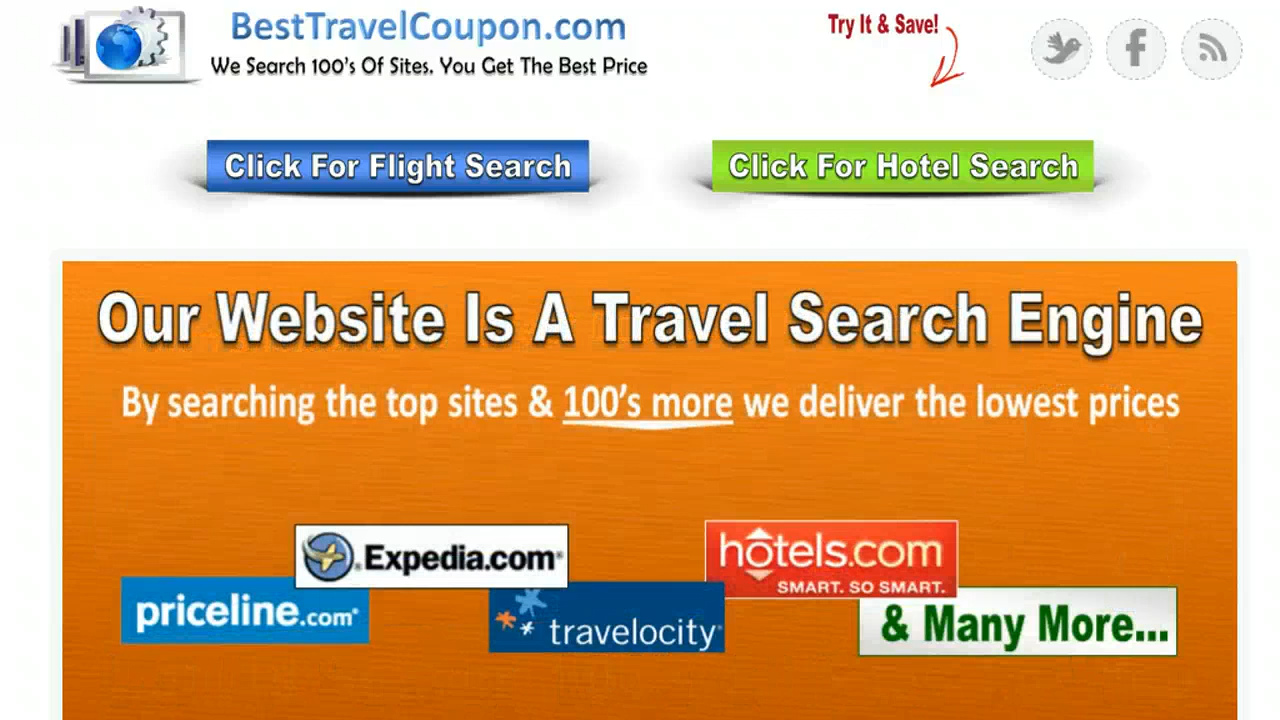 BestTravelCoupon.com
We Search 100's Of Sites. You Get The Best Price
Try It & Save!
Click For Flight Search
Click For Hotel Search
Our Website Is A Travel Search Engine
By searching the top sites & 100's more we deliver the lowest prices
Expedia.com®
hotels.com
SMART. SO SMART.
priceline.com®
travelocity®
& Many More...